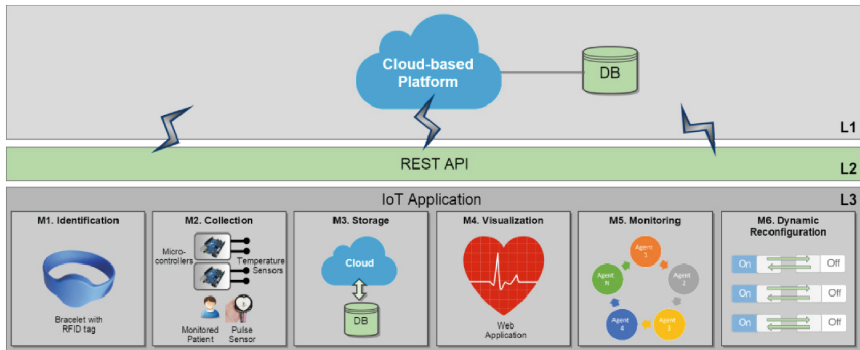 Cloud-based
Platform
DB
L1
REST API
L2
IoT Application
L3
M1. Identification
Bracelet with
RFID tag
M2. Collection
Micro-
controllers
Temperature
Sensors
Monitored
Patient
Pulse
Sensor
M3. Storage
Cloud
DB
M4. Visualization
Web
Application
M5. Monitoring
Agent
1
Agent
2
Agent
3
Agent
4
Agent
N
M6. Dynamic
Reconfiguration
On
Off
On
Off
On
Off